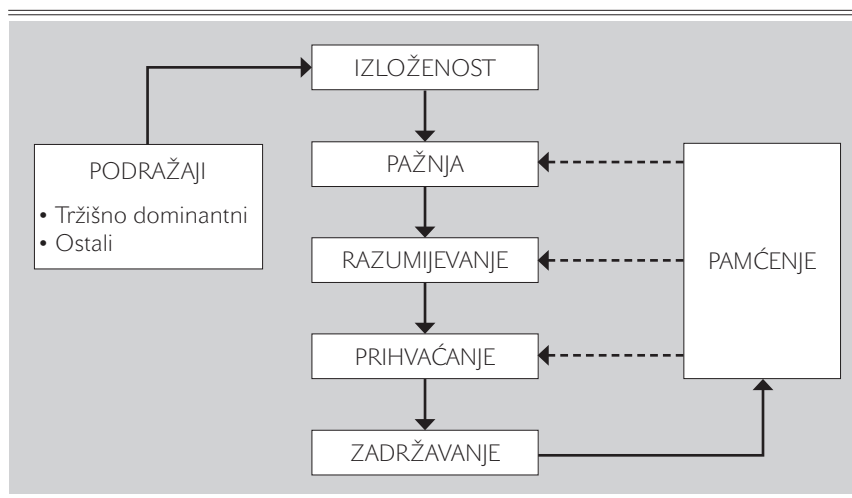 IZLOŽENOST
PODRAŽAJI
• Tržišno dominantni
• Ostali
PAŽNJA
RAZUMIJEVANJE
PAMĆENJE
PRIHVAĆANJE
ZADRŽAVANJE